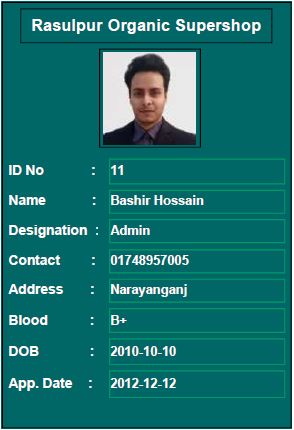 Rasulpur Organic Supershop
ID No : 11
Name : Bashir Hossain
Designation : Admin
Contact : 01748957005
Address : Narayanganj
Blood : B+
DOB : 2010-10-10
App. Date : 2012-12-12